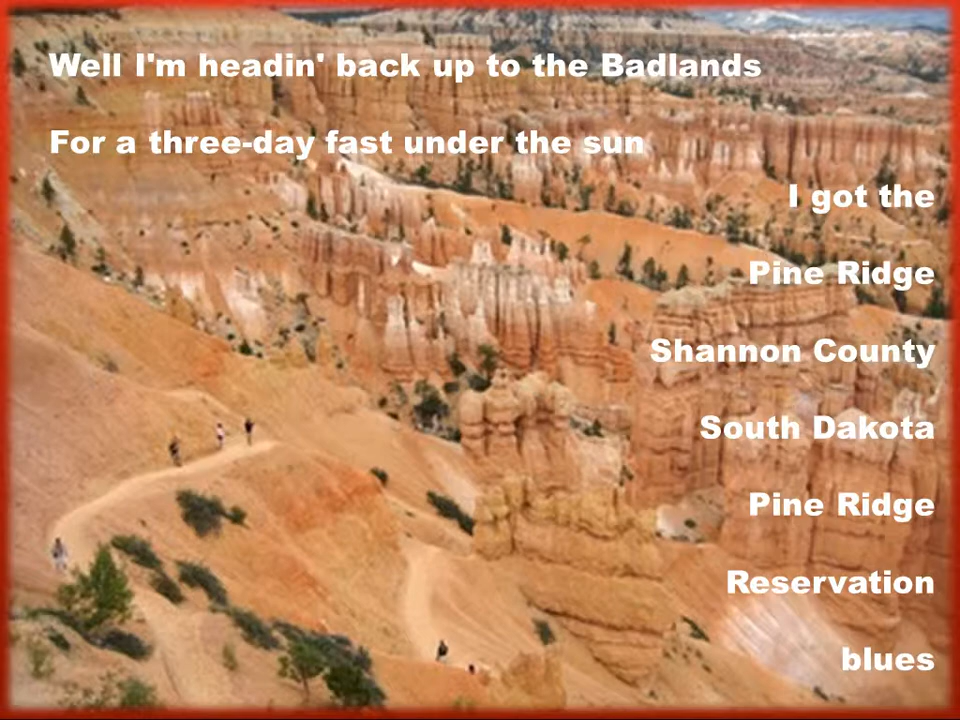 Well I'm headin' back up to the Badlands
For a three-day fast under the sun
I got the
Pine Ridge
Shannon County
South Dakota
Pine Ridge
Reservation
blues